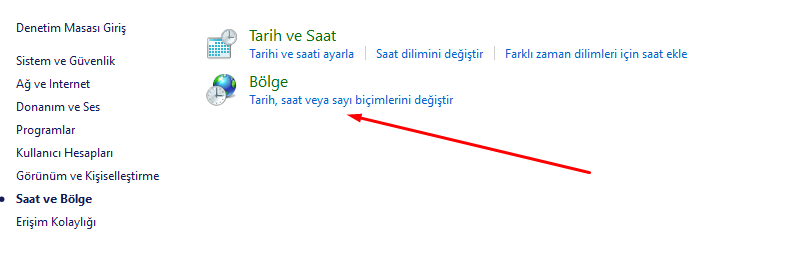 Denetim Masası Giriş
Sistem ve Güvenlik
Ağ ve Internet
Donanım ve Ses
Programlar
Kullanıcı Hesapları
Görünüm ve Kişiselleştirme
Saat ve Bölge
Erişim Kolaylığı
Tarih ve Saat
Tarihi ve saati ayarla Saat dilimini değiştir Farklı zaman dilimleri için saat ekle
Bölge
Tarih, saat veya sayı biçimlerini değiştir